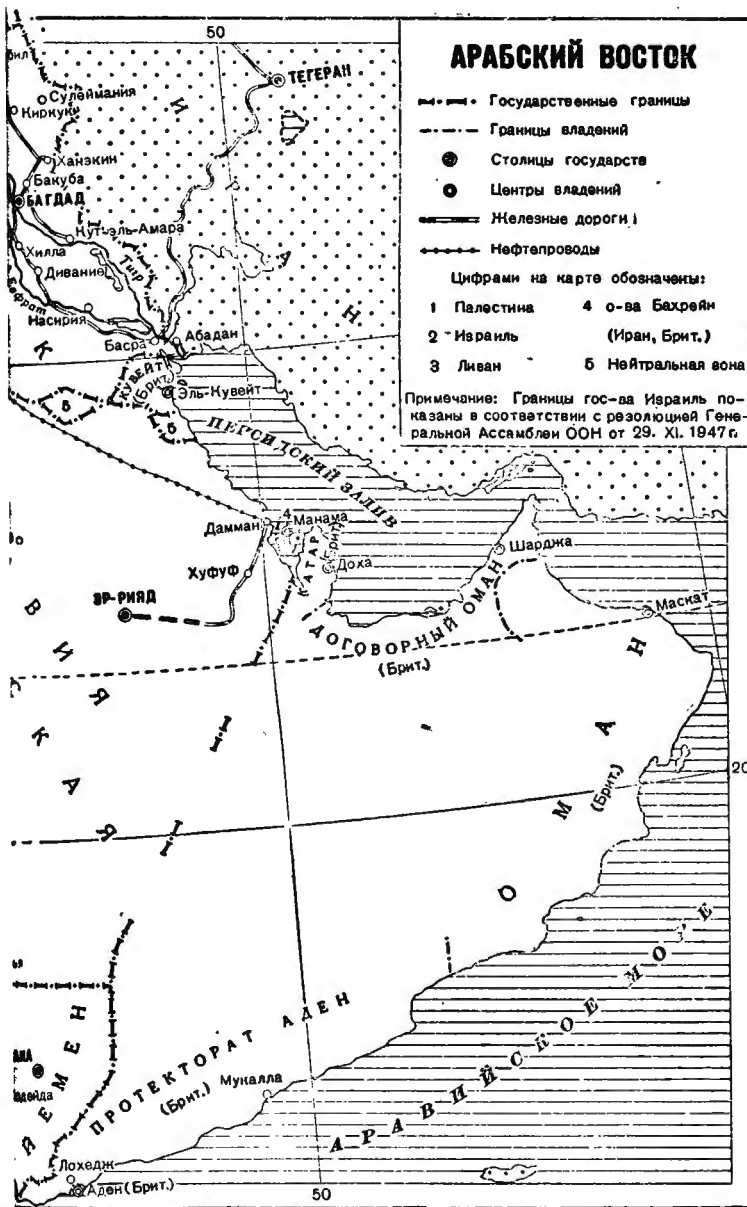 АРАБСКИЙ ВОСТОК
Государственные границы
Границы владений
Столицы государств
Центры владений
Железные дороги
Нефтепроводы
Цифрами на карте обозначены:
1 Палестина 4 о-ва Бахрейн
2 Израиль (Иран, Брит.)
3 Ливан 5 Нейтральная зона
Примечание: Границы гос-ва Израиль по-
казаны в соответствии с резолюцией Гене-
ральной Ассамблеи ООН от 29. XI. 1947 г.
50
ТЕГЕРАН
И
Р
А
Н
бил
Сулеймания
Киркук
Ханэкин
Бакуба
БАГДАД
Кут-эль-Амара
Хилла
Тигр
Дивание
Евфрат
Насирия
Басра
Абадан
К
КУВЕЙТ
(Брит.)
Эль-Кувейт
5
5
ПЕРСИДСКИЙ ЗАЛИВ
Дамман
4
Манама
КАТАР
(Брит.)
Доха
Хуфуф
Шарджа
ЭР-РИЯД
Маскат
ДОГОВОРНЫЙ ОМАН
(Брит.)
ВИЯ
СКАЯ
20
ОМАН
(Брит.)
АРАВИЙСКОЕ МОРЕ
ПРОТЕКТОРАТ АДЕН
(Брит.)
Мукалла
ЙЕМЕН
АНА
одейда
Лохедж
Аден (Брит.)
50